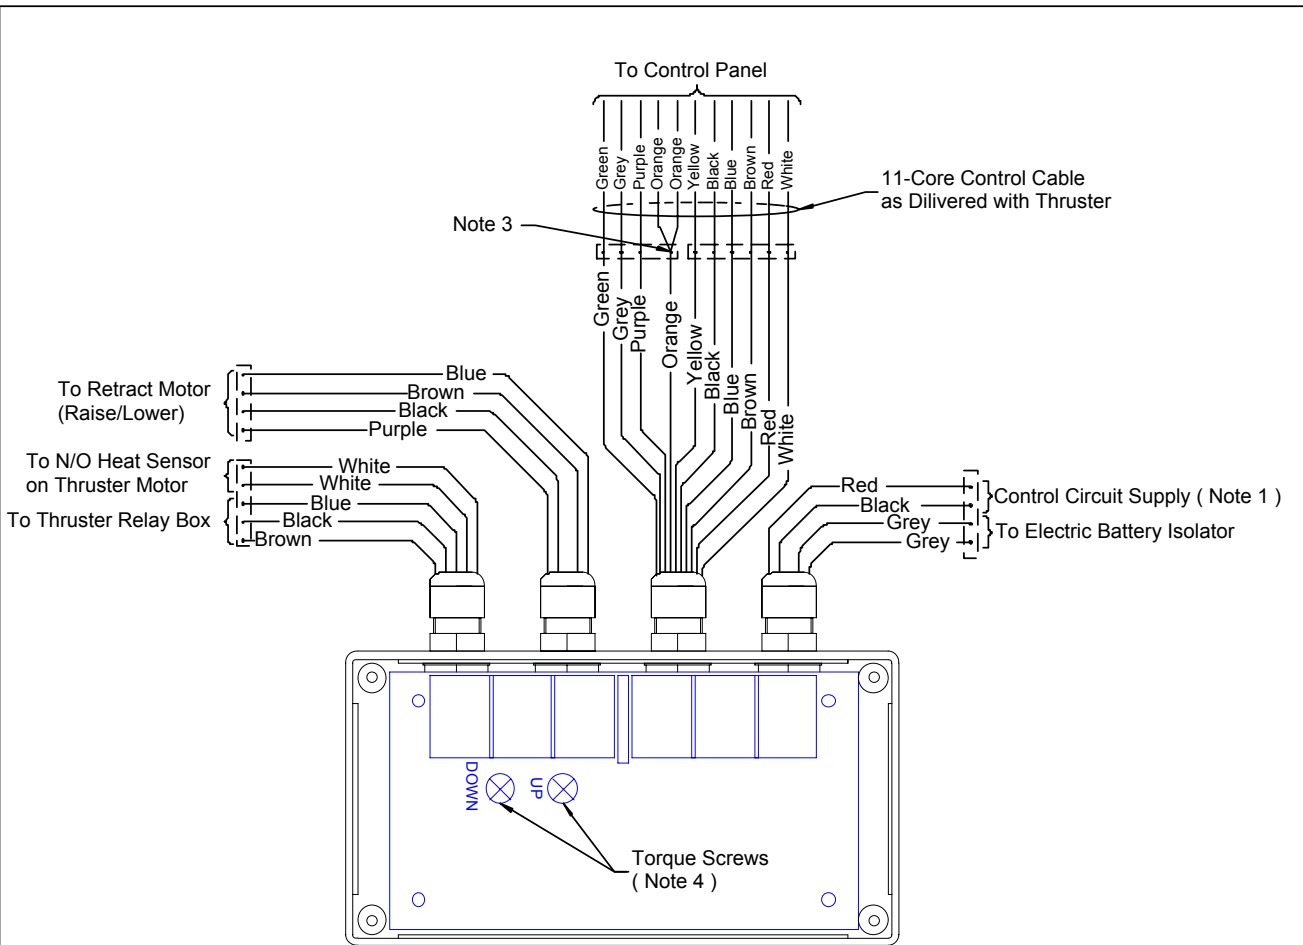 To Control Panel
Green
Grey
Purple
Orange
Orange
Yellow
Black
Blue
Brown
Red
White
11-Core Control Cable
as Dilivered with Thruster
Note 3
Green
Grey
Purple
Orange
Yellow
Black
Blue
Brown
Red
White
To Retract Motor
(Raise/Lower)
Blue
Brown
Black
Purple
To N/O Heat Sensor
on Thruster Motor
White
White
To Thruster Relay Box
Blue
Black
Brown
Red
Black
Grey
Grey
Control Circuit Supply ( Note 1 )
To Electric Battery Isolator
DOWN
UP
Torque Screws
( Note 4 )